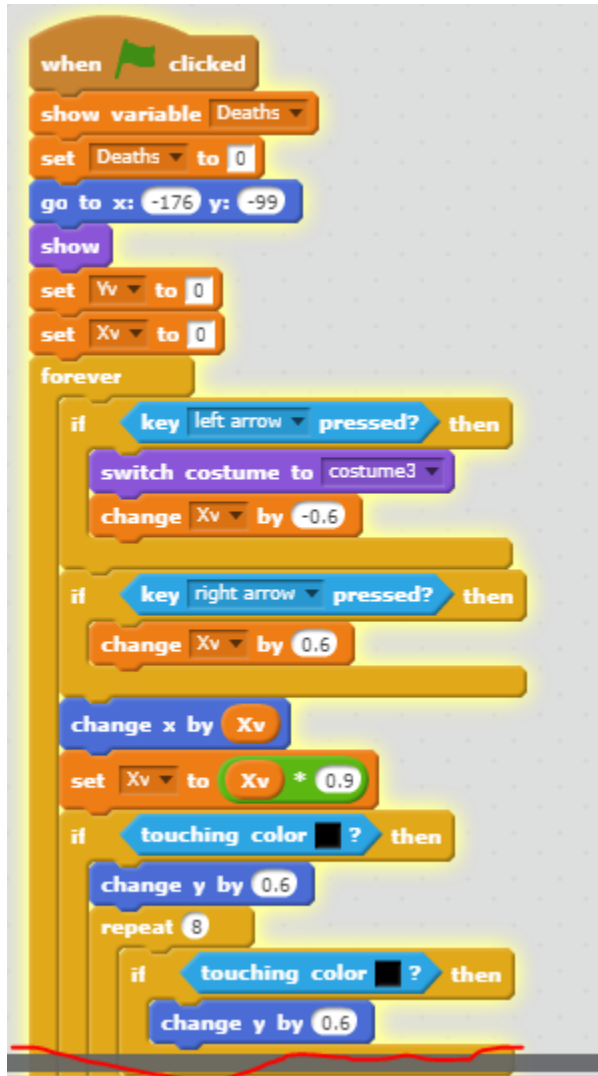 when clicked
show variable Deaths
set Deaths to 0
go to x: -176 y: -99
show
set Yv to 0
set Xv to 0
forever
if key left arrow pressed? then
switch costume to costume3
change Xv by -0.6
if key right arrow pressed? then
change Xv by 0.6
change x by Xv
set Xv to Xv * 0.9
if touching color ? then
change y by 0.6
repeat 8
if touching color ? then
change y by 0.6